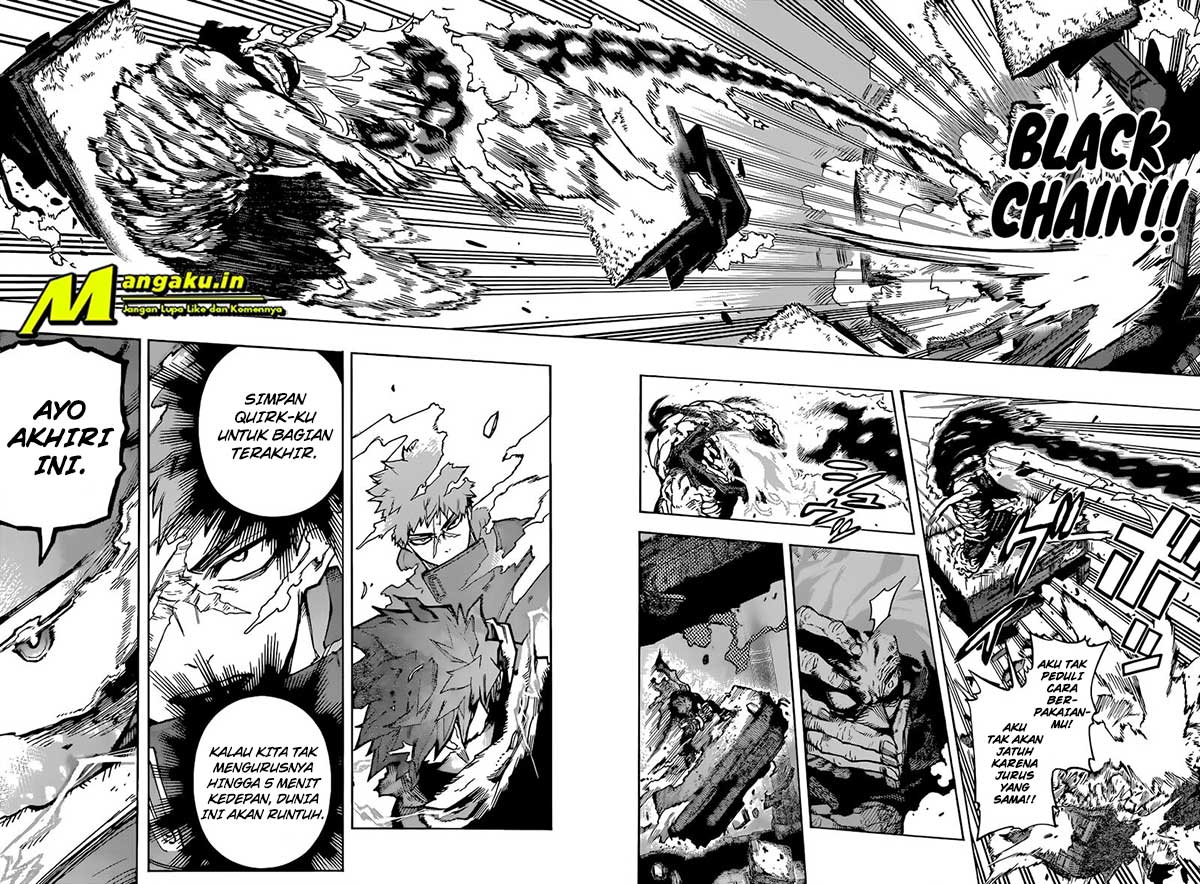 BLACK
CHAIN!!
Mangaku.in
Jangan Lupa Like dan Komennya
AKU TAK
PEDULI
CARA
BER-
PAKAIAN-
MU!
AKU
TAK AKAN
JATUH
KARENA
JURUS
YANG
SAMA!!
SIMPAN
QUIRK-KU
UNTUK BAGIAN
TERAKHIR.
KALAU KITA TAK
MENGURUSNYA
HINGGA 5 MENIT
KEDEPAN, DUNIA
INI AKAN RUNTUH.
AYO
AKHIRI
INI.